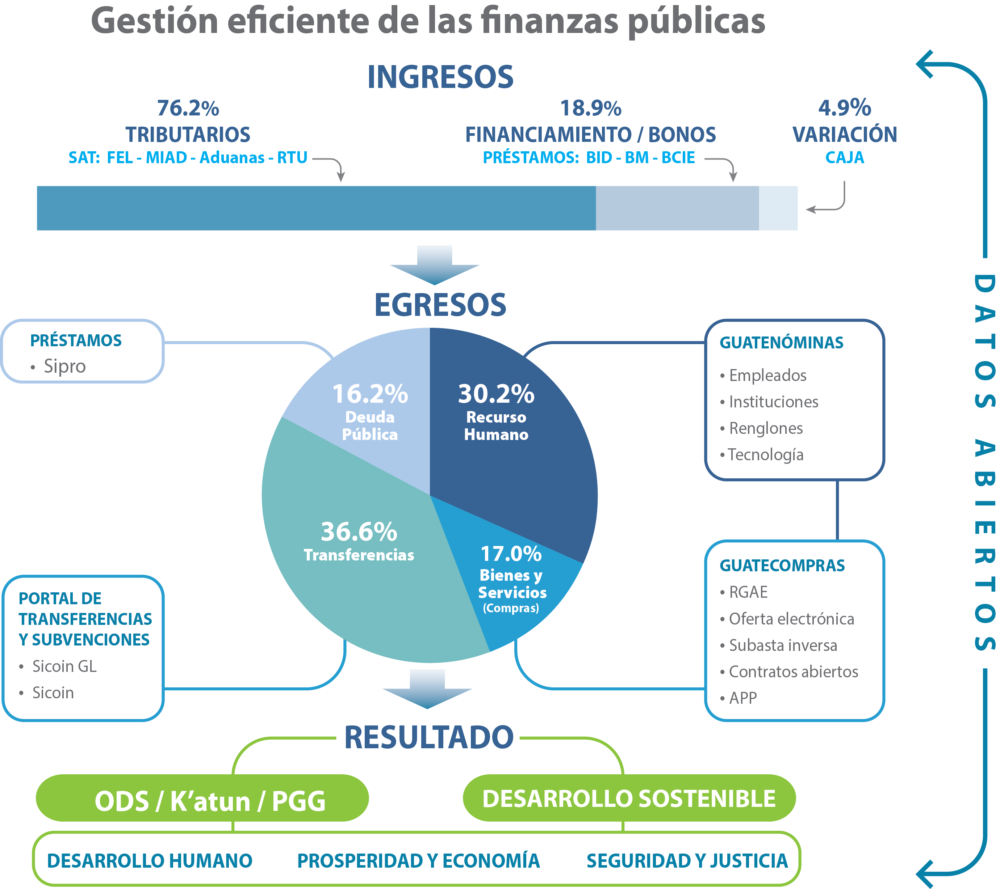 Gestión eficiente de las finanzas públicas
INGRESOS
76.2%
TRIBUTARIOS
SAT: FEL - MIAD - Aduanas - RTU
18.9%
FINANCIAMIENTO / BONOS
PRÉSTAMOS: BID - BM - BCIE
4.9%
VARIACIÓN
CAJA
EGRESOS
PRÉSTAMOS
• Sipro
16.2%
Deuda
Pública
30.2%
Recurso
Humano
36.6%
Transferencias
17.0%
Bienes y
Servicios
(Compras)
GUATENÓMINAS
• Empleados
• Instituciones
• Renglones
• Tecnología
PORTAL DE
TRANSFERENCIAS
Y SUBVENCIONES
• Sicoin GL
• Sicoin
GUATECOMPRAS
• RGAE
• Oferta electrónica
• Subasta inversa
• Contratos abiertos
• APP
RESULTADO
ODS / K’atun / PGG
DESARROLLO SOSTENIBLE
DESARROLLO HUMANO
PROSPERIDAD Y ECONOMÍA
SEGURIDAD Y JUSTICIA
DATOS ABIERTOS